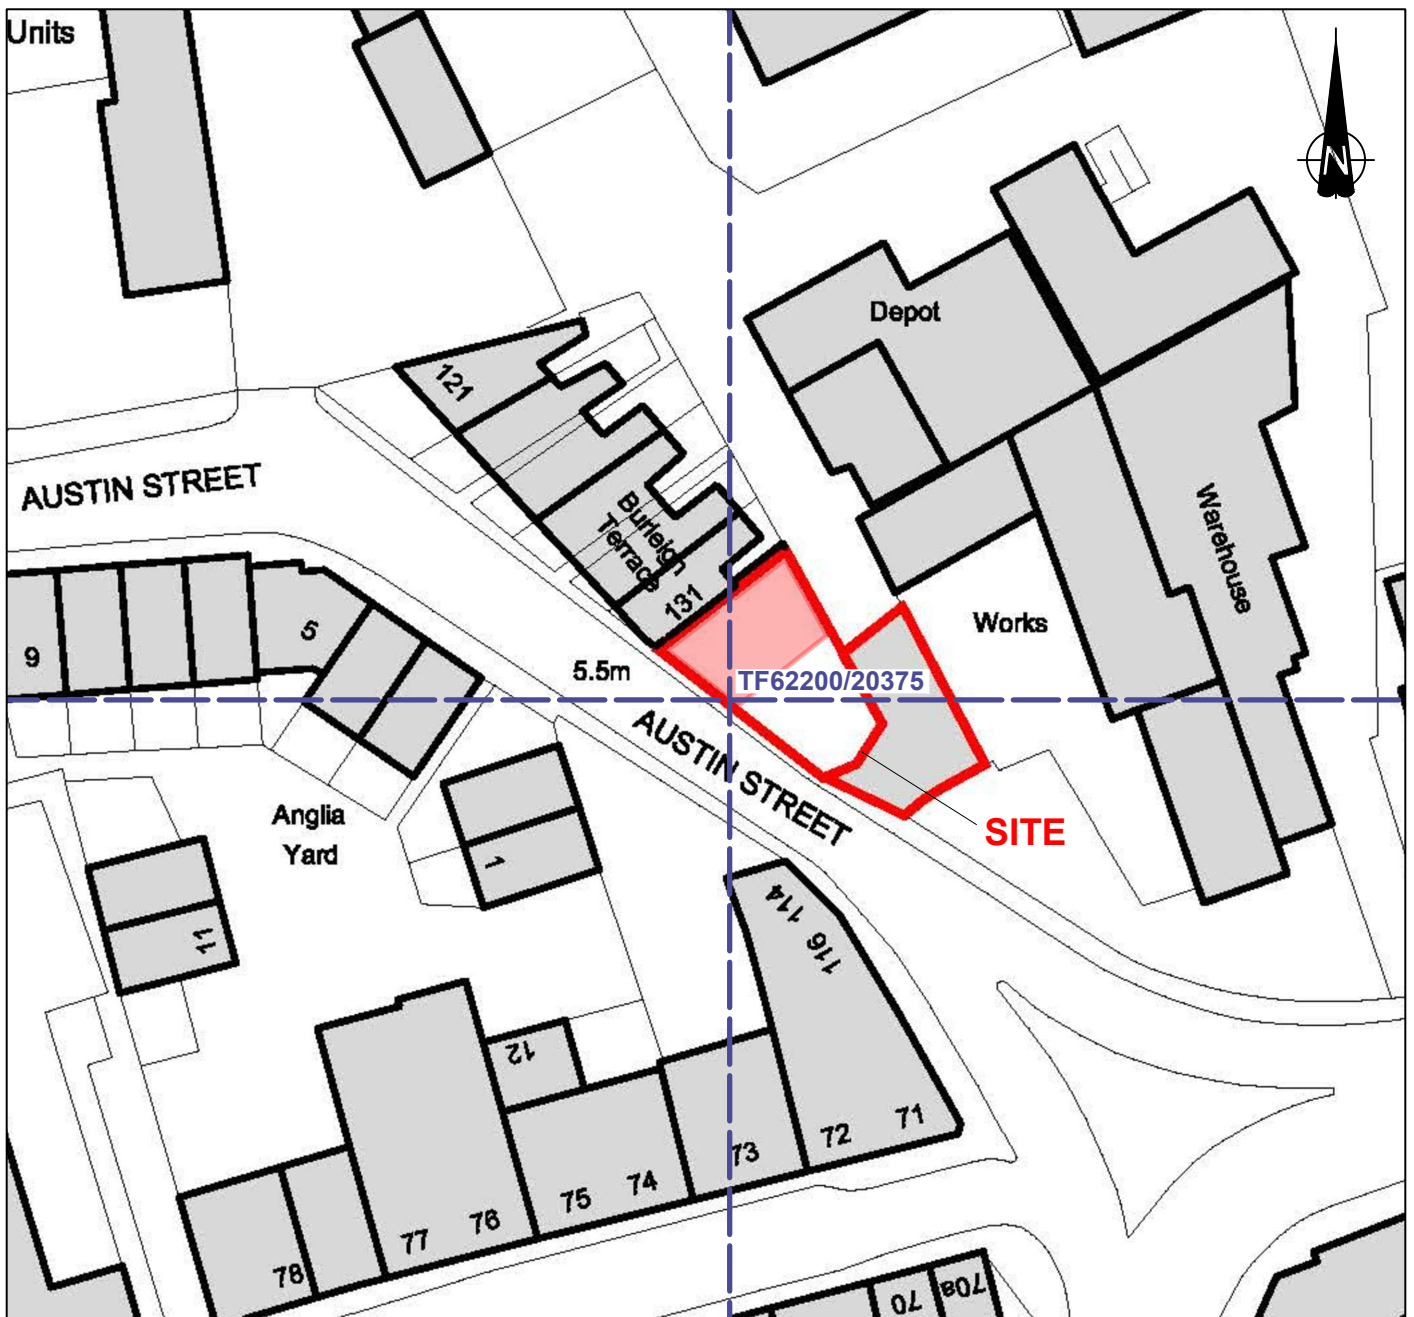 Units
N
Depot
121
AUSTIN STREET
Warehouse
Burleigh
Terrace
131
5
9
5.5m
Works
TF62200/20375
AUSTIN STREET
SITE
Anglia
Yard
1
11
114
116
12
71
72
73
74
75
76
77
78
70
70a